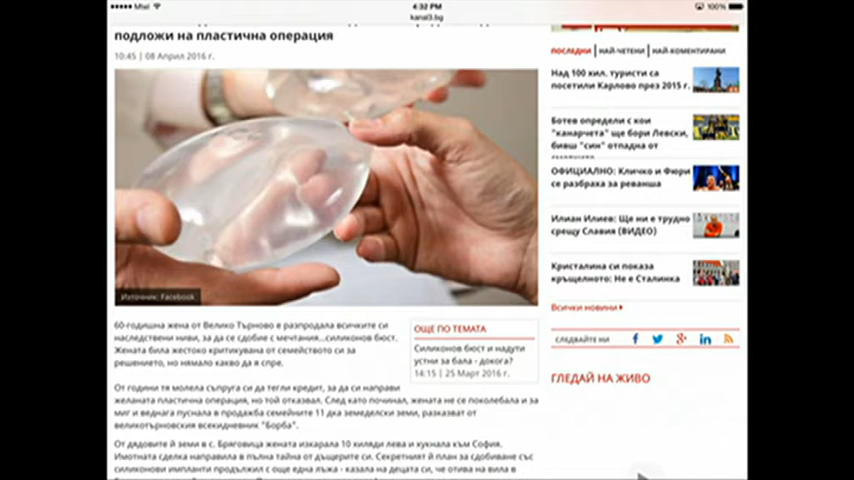 Mtel
4:32 PM
100%
kanal3.bg
подложи на пластична операция
10:45 | 08 Април 2016 г.
Източник: Facebook
60-годишна жена от Велико Търново е разпродала всичките си
наследствени ниви, за да се сдобие с мечтания...силиконов бюст.
Жената била жестоко критикувана от семейството си за
решението, но нямало какво да я спре.
ОЩЕ ПО ТЕМАТА
Силиконов бюст и надути
устни за бала - докога?
14:15 | 25 Март 2016 г.
От години тя молела съпруга си да тегли кредит, за да си направи
желаната пластична операция, но той отказвал. След като починал, жената не се поколебала и за
миг и веднага пуснала в продажба семейните 11 дка земеделски земи, разказват от
великотърновския всекидневник "Борба".
От дядовите й земи в с. Бряговица жената изкарала 10 хиляди лева и хукнала към София.
Имотната сделка направила в пълна тайна от дъщерите си. Секретният й план за сдобиване със
силиконови импланти продължил с още една лъжа - казала на децата си, че отива на вила в
ПОСЛЕДНИ | НАЙ-ЧЕТЕНИ | НАЙ-КОМЕНТИРАНИ
Над 100 хил. туристи са
посетили Карлово през 2015 г.
Ботев определи с кои
"канарчета" ще бори Левски,
бивш "син" отпадна от
ОФИЦИАЛНО: Кличко и Фюри
се разбраха за реванша
Илиан Илиев: Ще ни е трудно
срещу Славия (ВИДЕО)
Кристалина си показа
кръщелното: Не е Сталинка
Всички новини
СЛЕДВАЙТЕ НИ
ГЛЕДАЙ НА ЖИВО